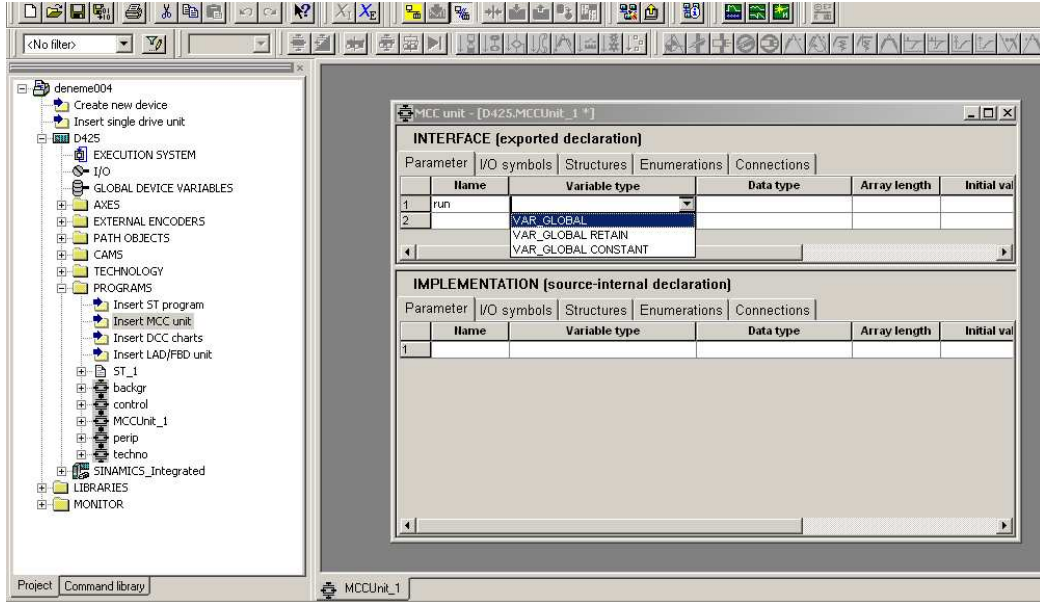 X₁ X_E
<No filter>
deneme004
Create new device
Insert single drive unit
D425
EXECUTION SYSTEM
I/O
GLOBAL DEVICE VARIABLES
AXES
EXTERNAL ENCODERS
PATH OBJECTS
CAMS
TECHNOLOGY
PROGRAMS
Insert ST program
Insert MCC unit
Insert DCC charts
Insert LAD/FBD unit
ST_1
backgr
control
MCCUnit_1
perip
techno
SINAMICS_Integrated
LIBRARIES
MONITOR
Project Command library
MCC unit - [D425.MCCUnit_1 *]
INTERFACE (exported declaration)
Parameter I/O symbols Structures Enumerations Connections
Name Variable type Data type Array length Initial val
1 run
2
VAR_GLOBAL
VAR_GLOBAL RETAIN
VAR_GLOBAL CONSTANT
IMPLEMENTATION (source-internal declaration)
Parameter I/O symbols Structures Enumerations Connections
Name Variable type Data type Array length Initial val
1
MCCUnit_1